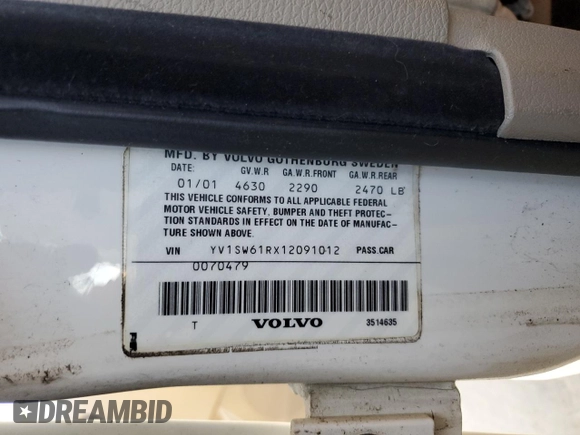 MFD. BY VOLVO GOTHENBURG SWEDEN
DATE: GV.W.R GA.W.R.FRONT GA.W.R.REAR
01/01 4630 2290 2470 LB
THIS VEHICLE CONFORMS TO ALL APPLICABLE FEDERAL
MOTOR VEHICLE SAFETY, BUMPER AND THEFT PROTEC-
TION STANDARDS IN EFFECT ON THE DATE OF MANUFAC-
TURE SHOWN ABOVE.
VIN YV1SW61RX12091012 PASS.CAR
0070479
T VOLVO 3514635
DREAMBID